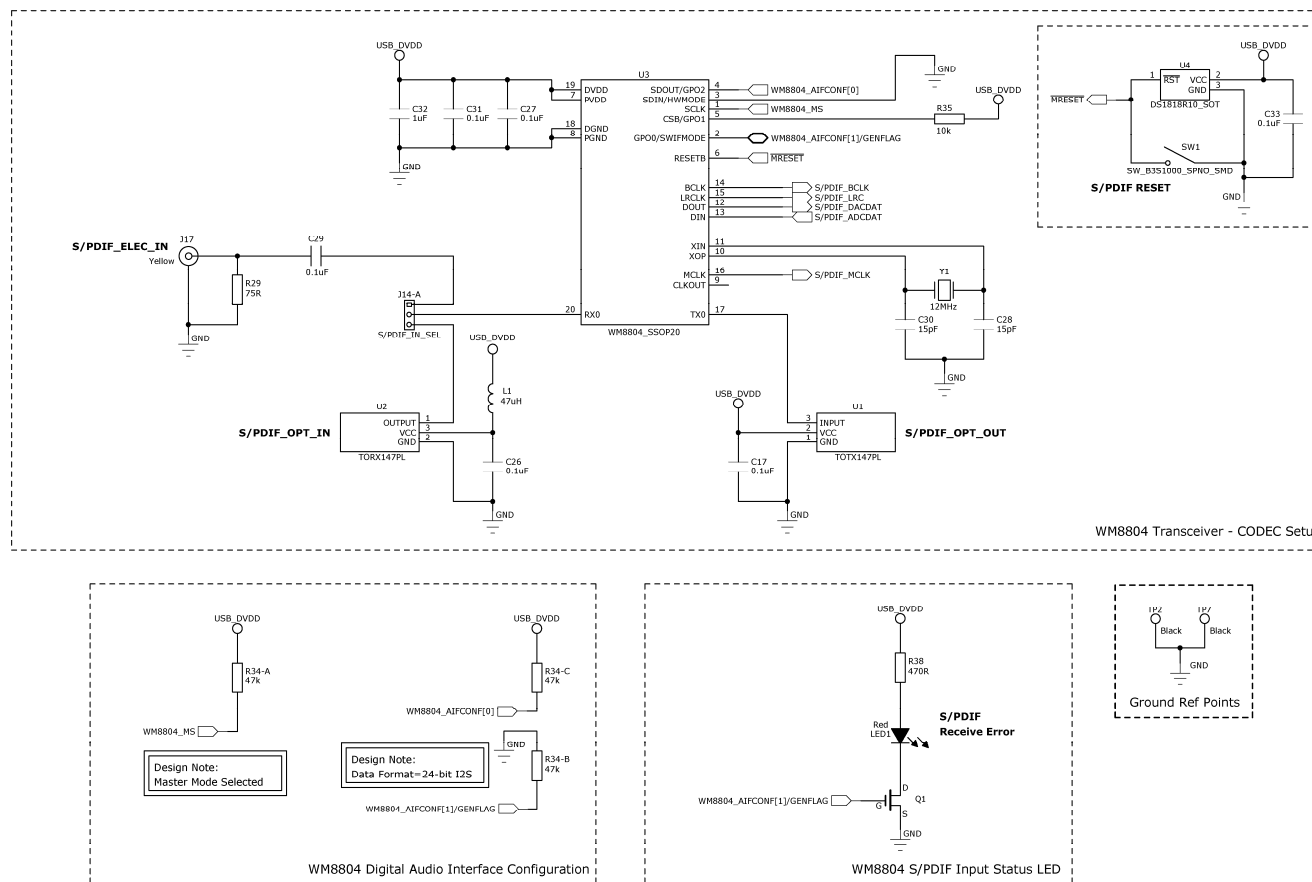 USB_DVDD
C32
1uF
C31
0.1uF
C27
0.1uF
GND
U3
19 DVDD
7 PVDD
18 DGND
8 PGND
20 RX0
SDOUT/GPO2 4
SDIN/HWMODE 3
SCLK 1
CSB/GPO1 5
GPO0/SWIFMODE 2
RESETB 6
BCLK 14
LRCLK 15
DOUT 12
DIN 13
XIN 11
XOP 10
MCLK 16
CLKOUT 9
TX0 17
WM8804_SSOP20
GND
WM8804_AIFCONF[0]
WM8804_MS
R35
10k
USB_DVDD
WM8804_AIFCONF[1]/GENFLAG
MRESET
S/PDIF_BCLK
S/PDIF_LRC
S/PDIF_DACDAT
S/PDIF_ADCDAT
S/PDIF_MCLK
Y1
12MHz
C30
15pF
C28
15pF
GND
USB_DVDD
U4
1 RST VCC 2
GND 3
DS1818R10_SOT
MRESET
C33
0.1uF
SW1
SW_B3S1000_SPNO_SMD
S/PDIF RESET
GND
S/PDIF_ELEC_IN
J17
Yellow
R29
75R
C29
0.1uF
GND
J14-A
S/PDIF_IN_SEL
USB_DVDD
L1
47uH
U2
OUTPUT 1
VCC 3
GND 2
TORX147PL
S/PDIF_OPT_IN
C26
0.1uF
GND
USB_DVDD
U1
3 INPUT
2 VCC
1 GND
TOTX147PL
S/PDIF_OPT_OUT
C17
0.1uF
GND
WM8804 Transceiver - CODEC Setu
USB_DVDD
R34-A
47k
WM8804_MS
Design Note:
Master Mode Selected
USB_DVDD
R34-C
47k
WM8804_AIFCONF[0]
GND
R34-B
47k
Design Note:
Data Format=24-bit I2S
WM8804_AIFCONF[1]/GENFLAG
WM8804 Digital Audio Interface Configuration
USB_DVDD
R38
470R
Red
LED1
S/PDIF
Receive Error
WM8804_AIFCONF[1]/GENFLAG
D
G
Q1
S
GND
WM8804 S/PDIF Input Status LED
TP2
TP7
Black
Black
GND
Ground Ref Points